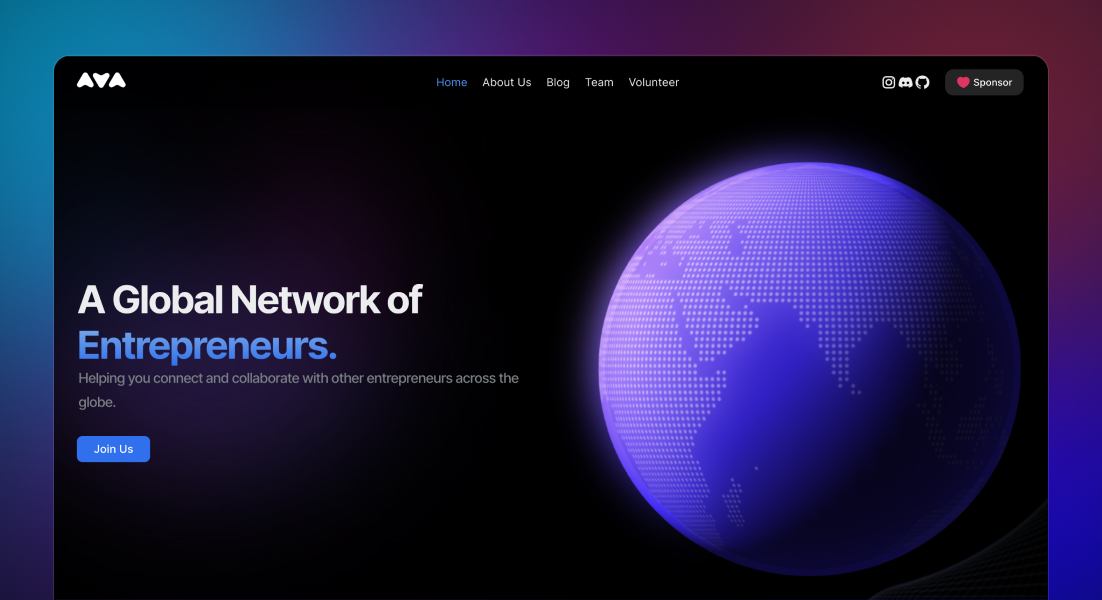 AVA
Home About Us Blog Team Volunteer
Sponsor
A Global Network of
Entrepreneurs.
Helping you connect and collaborate with other entrepreneurs across the
globe.
Join Us